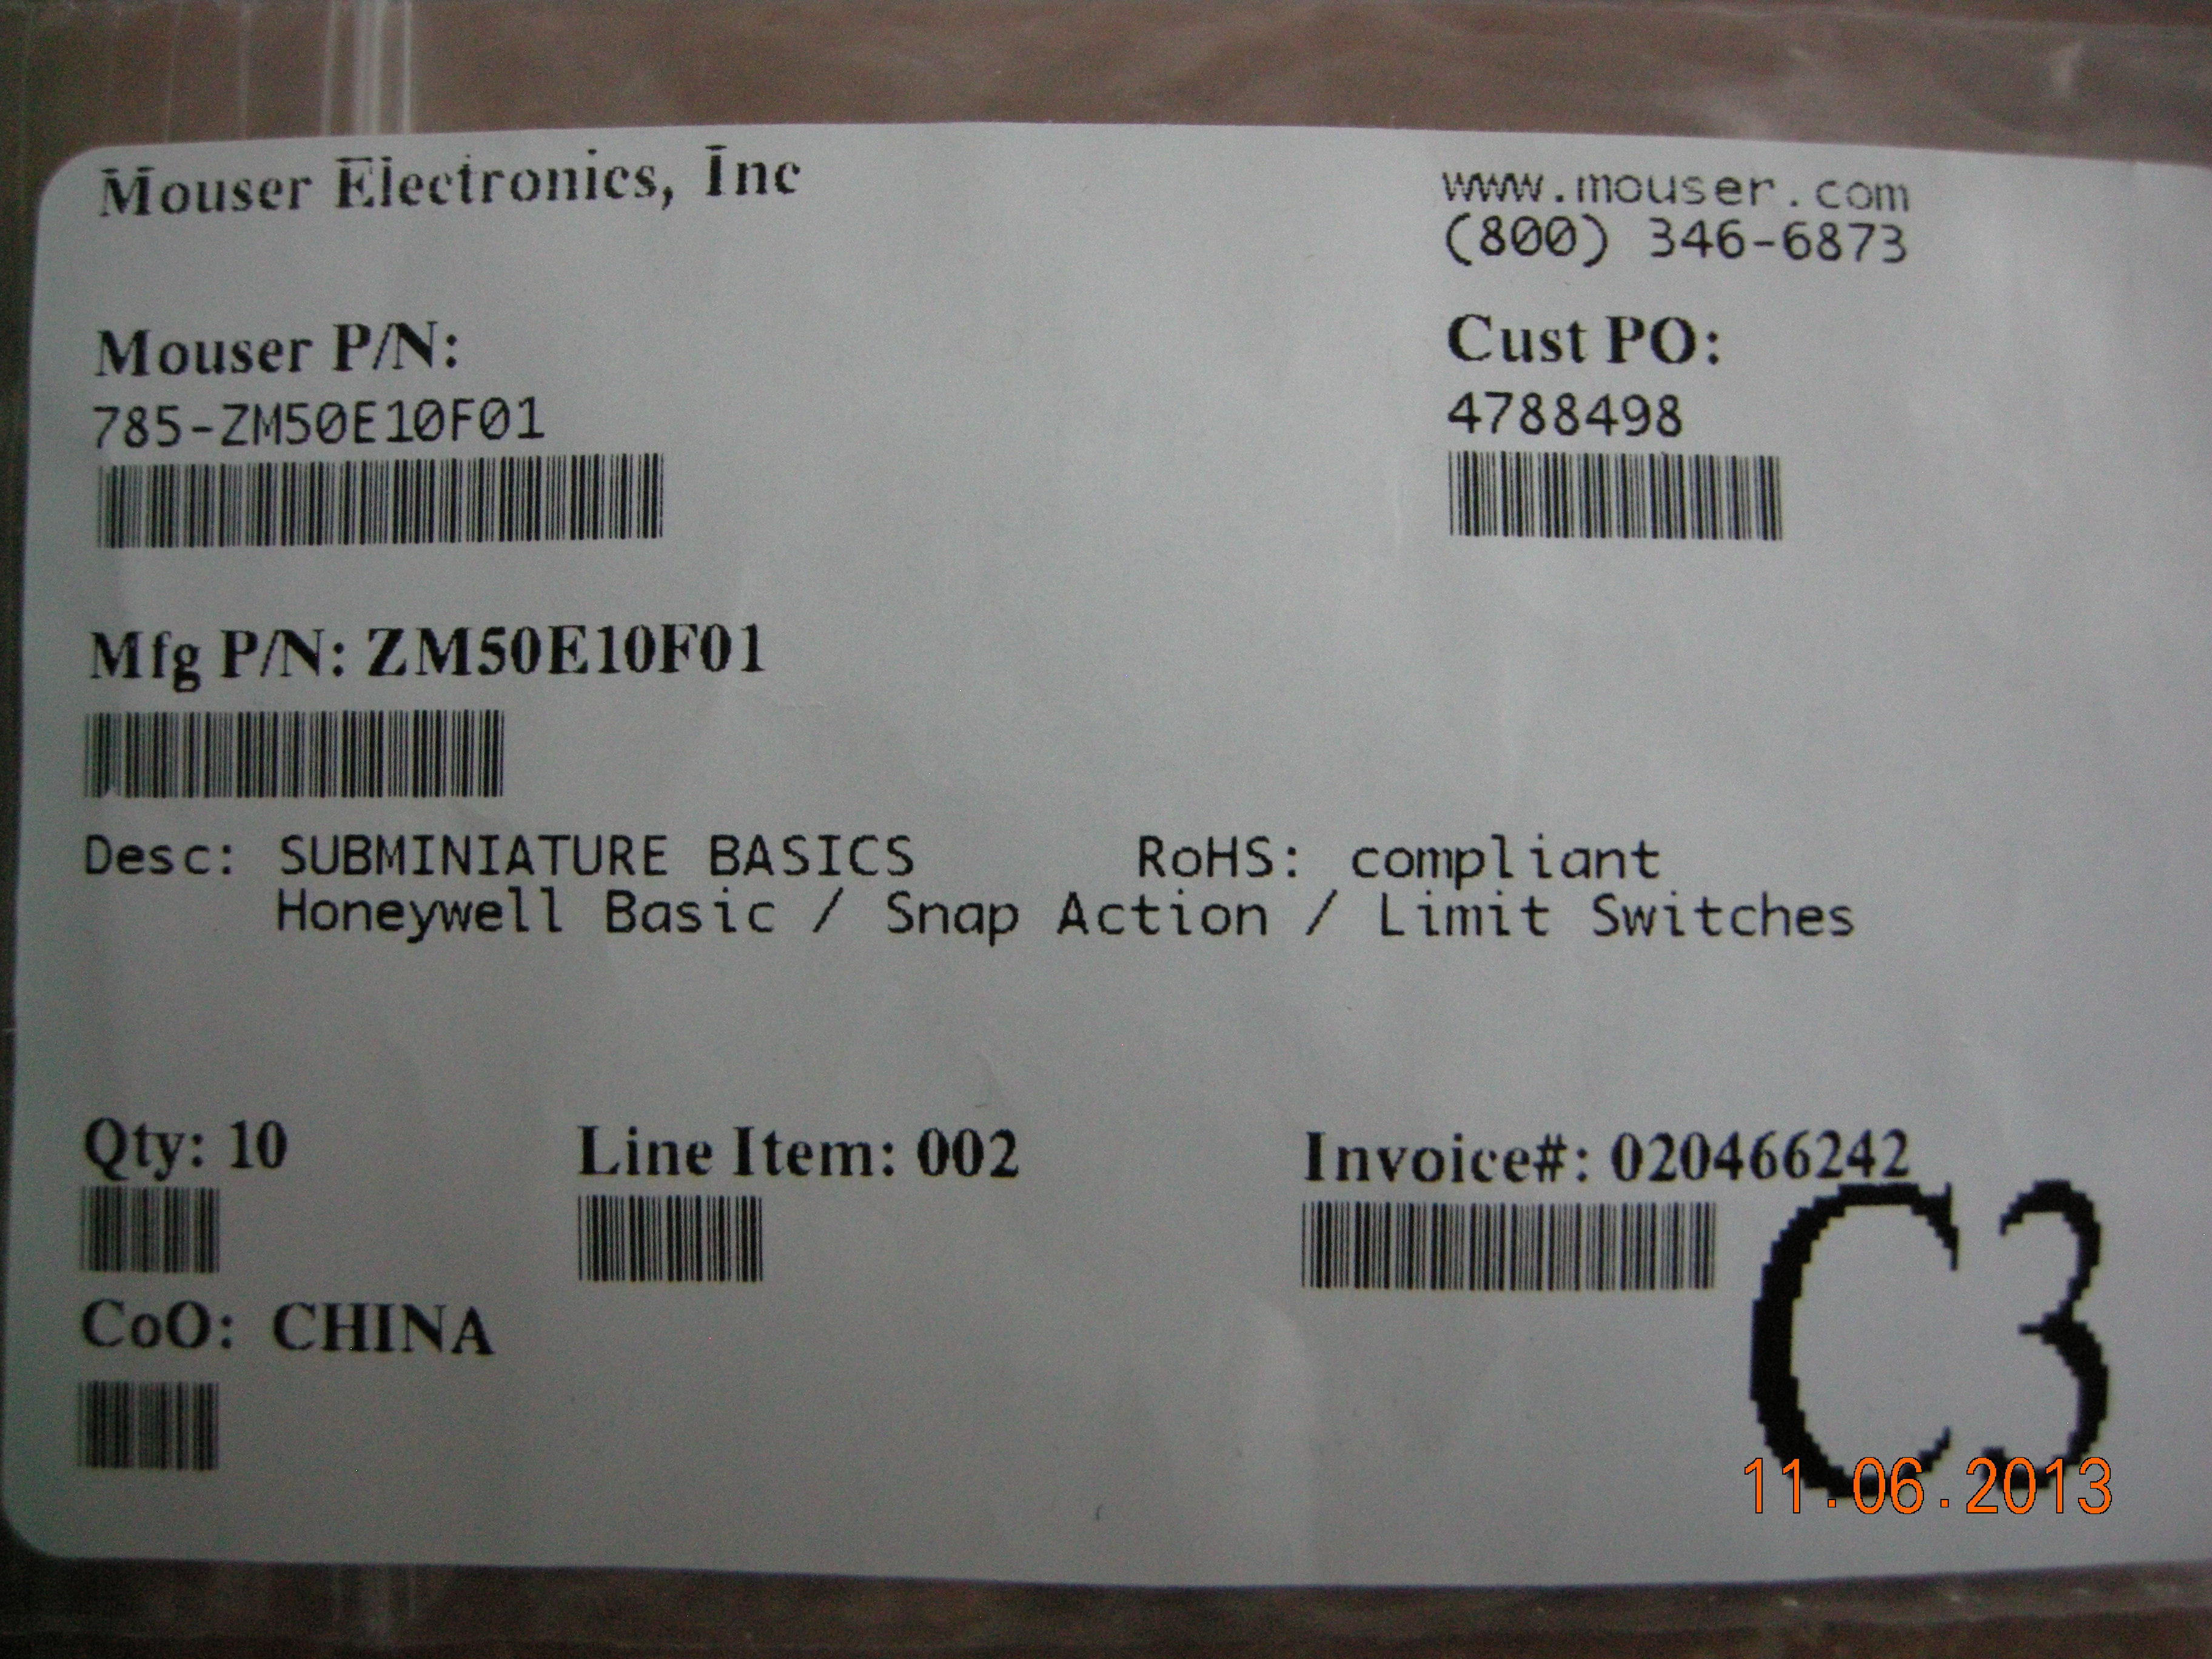 Mouser Electronics, Inc
www.mouser.com
(800) 346-6873
Mouser P/N:
785-ZM50E10F01
Cust PO:
4788498
Mfg P/N: ZM50E10F01
Desc: SUBMINIATURE BASICS RoHS: compliant
Honeywell Basic / Snap Action / Limit Switches
Qty: 10 Line Item: 002 Invoice#: 020466242
CoO: CHINA
C3
11.06.2013